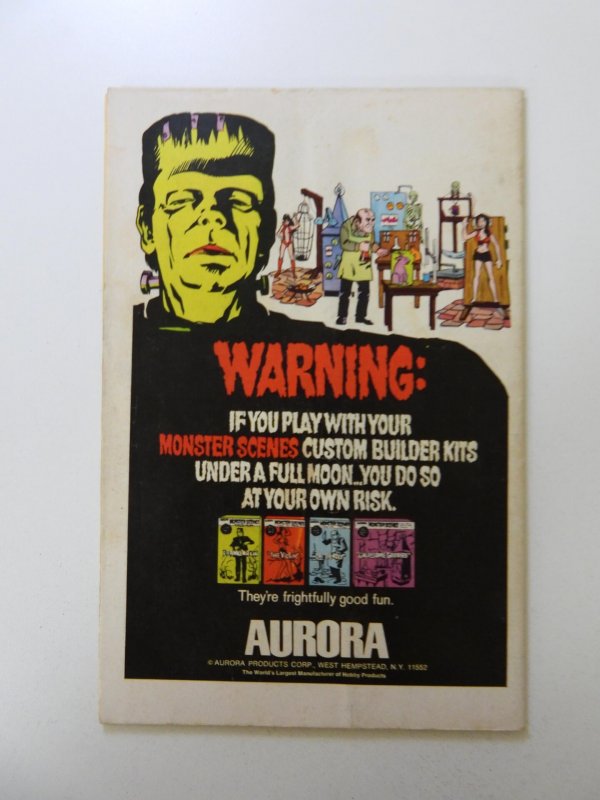 WARNING:
IF YOU PLAY WITH YOUR
MONSTER SCENES CUSTOM BUILDER KITS
UNDER A FULL MOON...YOU DO SO
AT YOUR OWN RISK.
They're frightfully good fun.
AURORA
© AURORA PRODUCTS CORP., WEST HEMPSTEAD, N.Y. 11552
The World's Largest Manufacturer of Hobby Products